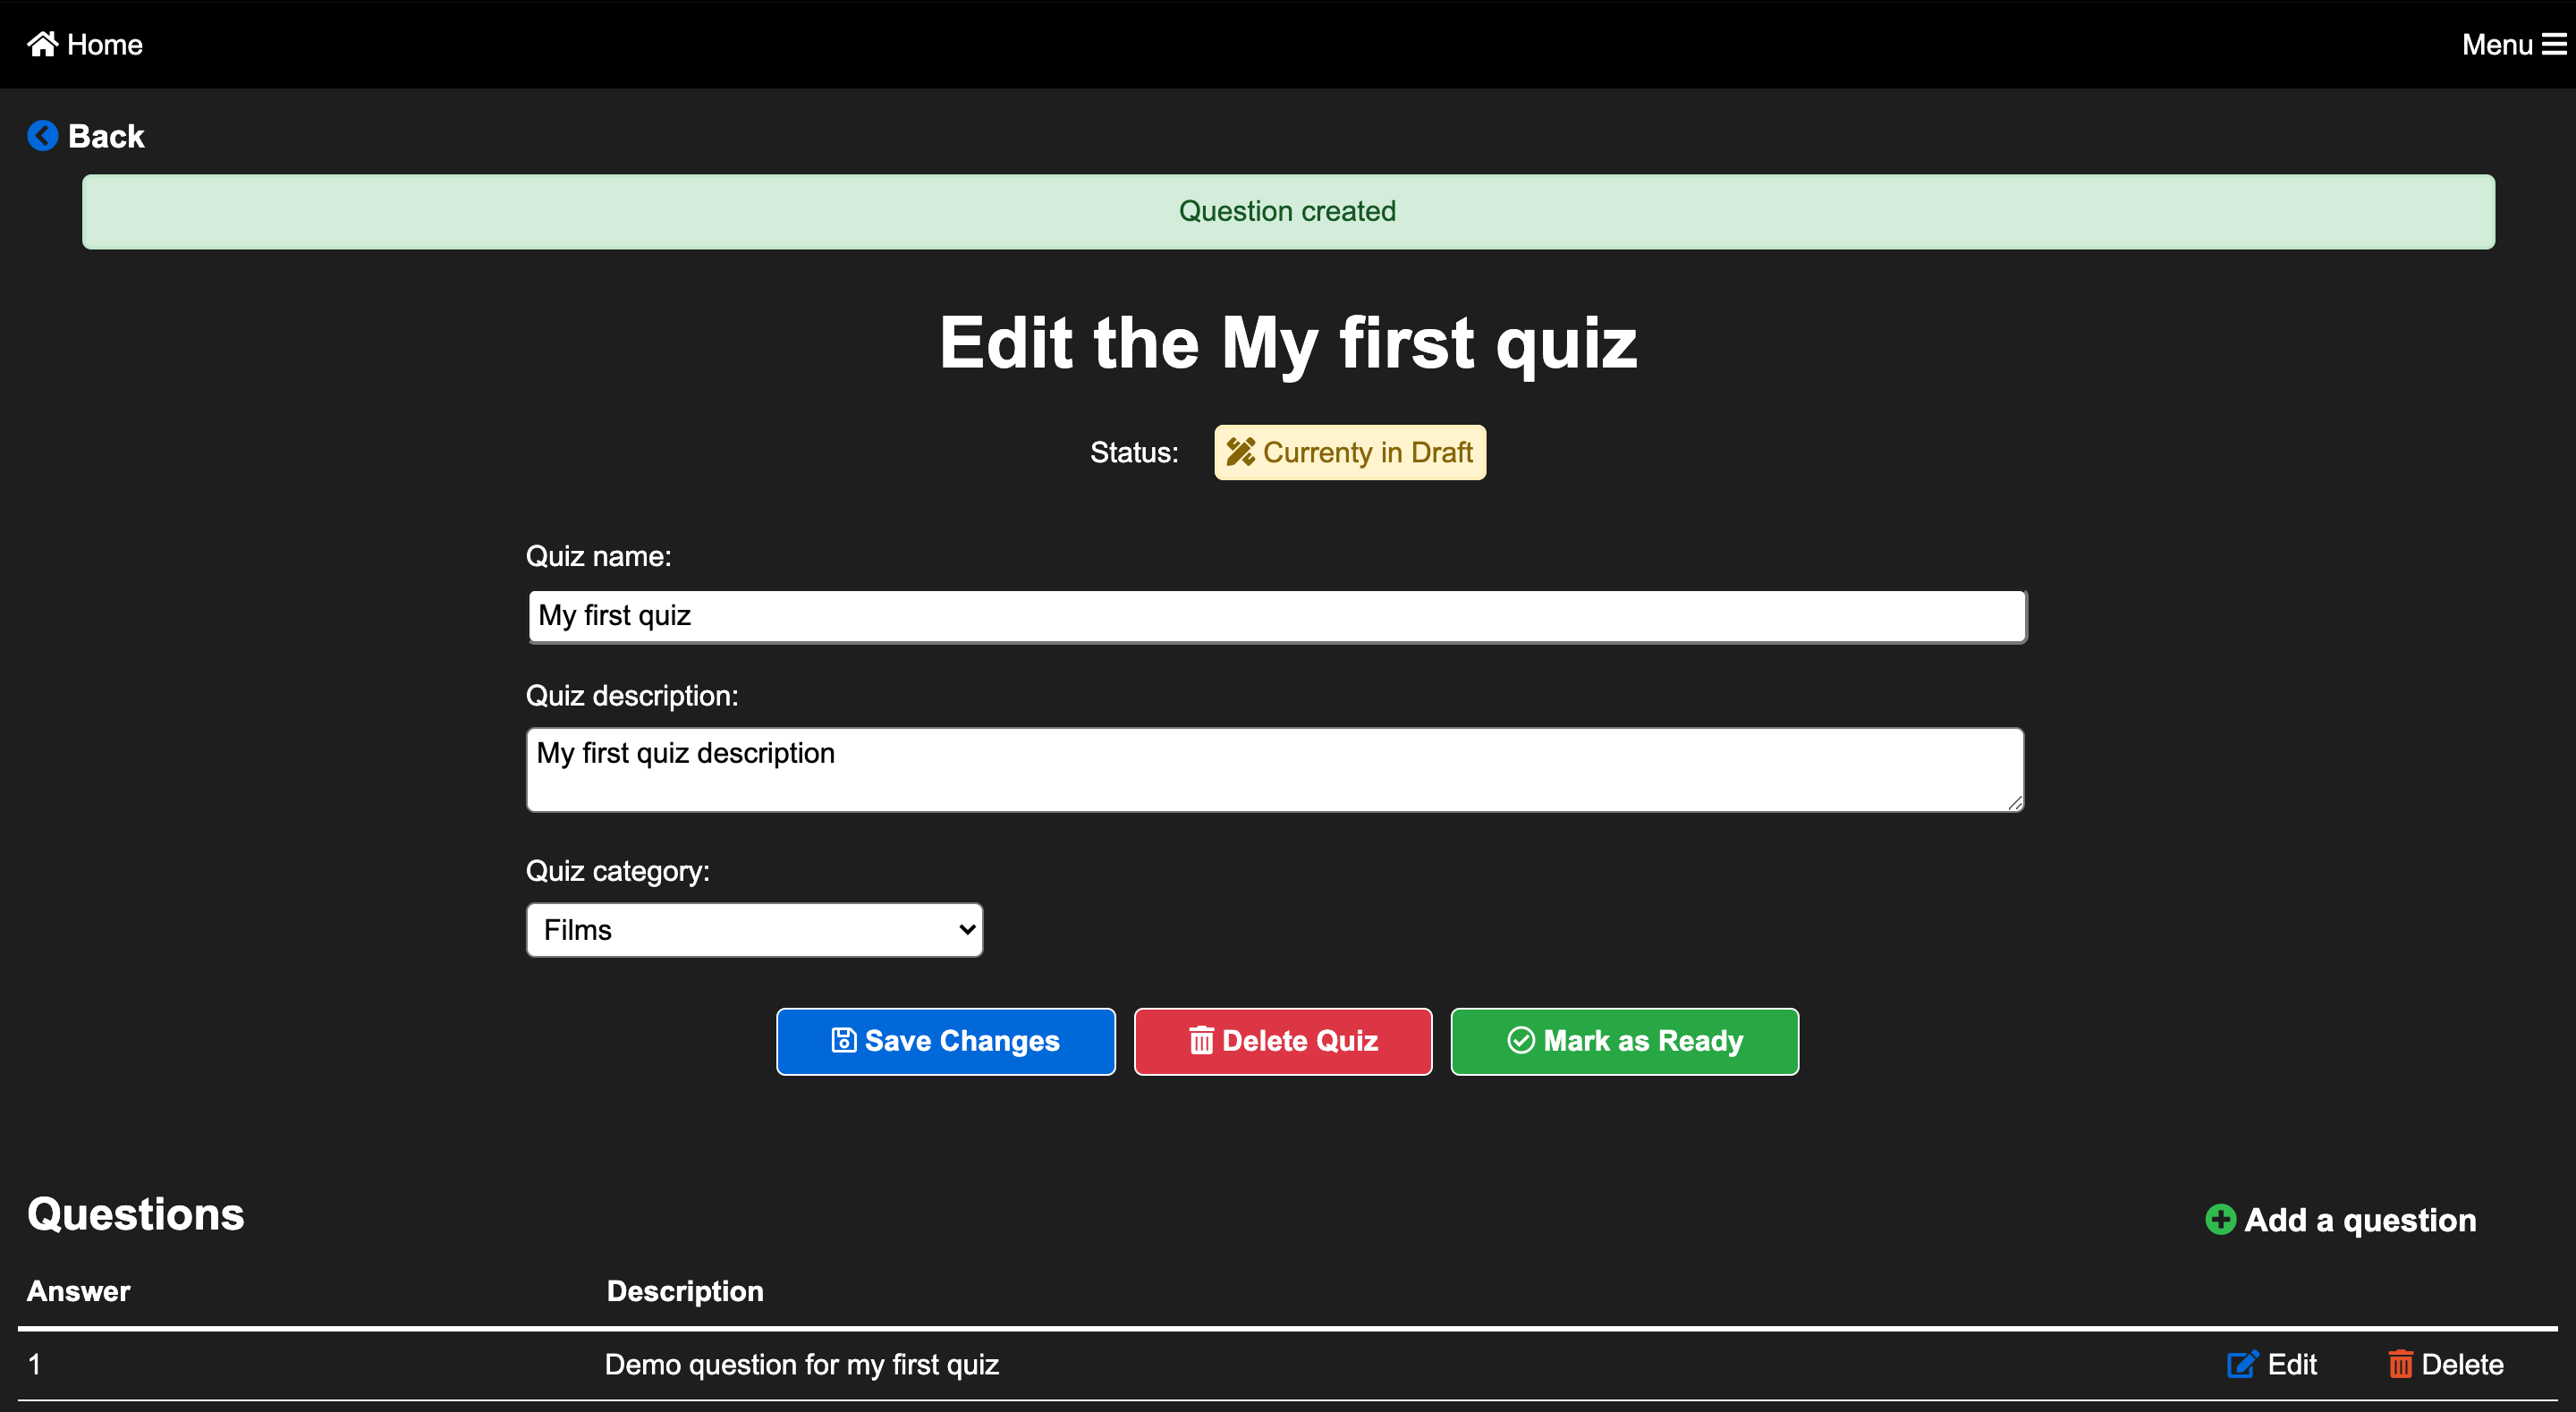 Home
Menu
Back
Question created
Edit the My first quiz
Status: Currenty in Draft
Quiz name:
My first quiz
Quiz description:
My first quiz description
Quiz category:
Films
Save Changes Delete Quiz Mark as Ready
Questions
Add a question
Answer Description
1 Demo question for my first quiz Edit Delete